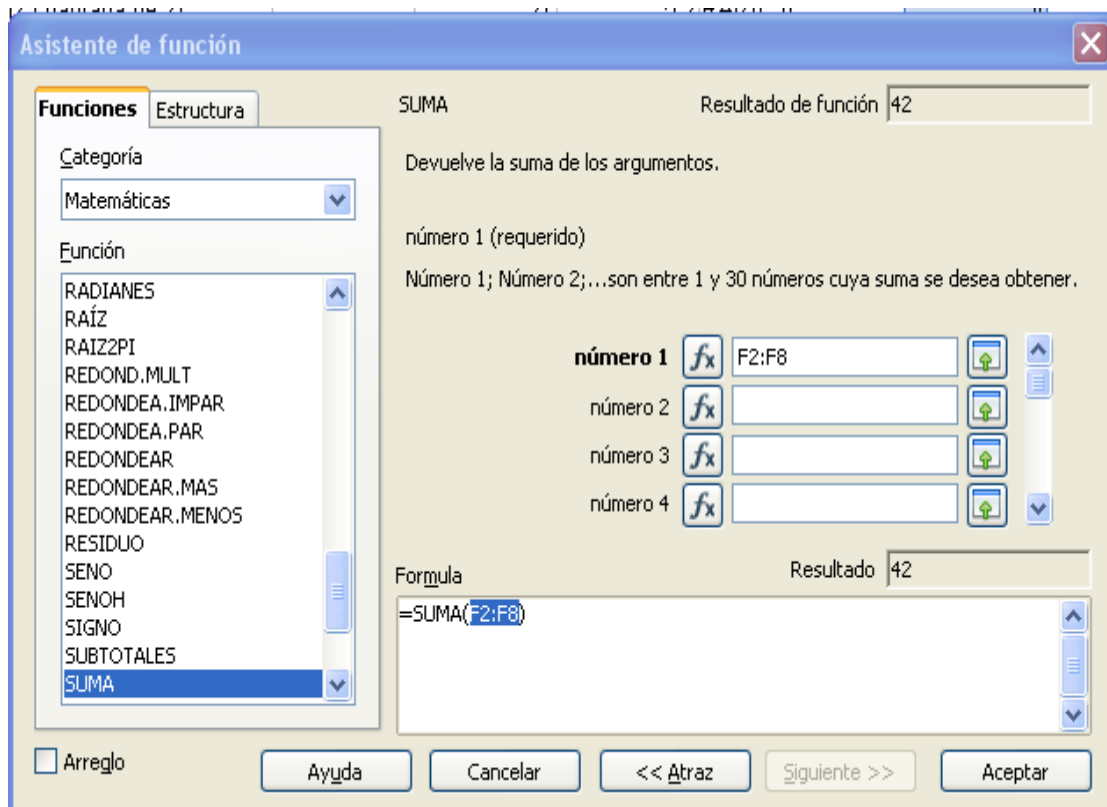 Asistente de función
Funciones Estructura
Categoría
Matemáticas
Función
RADIANES
RAÍZ
RAIZ2PI
REDOND.MULT
REDONDEA.IMPAR
REDONDEA.PAR
REDONDEAR
REDONDEAR.MAS
REDONDEAR.MENOS
RESIDUO
SENO
SENOH
SIGNO
SUBTOTALES
SUMA
SUMA Resultado de función 42
Devuelve la suma de los argumentos.
número 1 (requerido)
Número 1; Número 2;...son entre 1 y 30 números cuya suma se desea obtener.
número 1 fx F2:F8
número 2 fx
número 3 fx
número 4 fx
Formula Resultado 42
=SUMA(F2:F8)
Arreglo Ayuda Cancelar << Atraz Siguiente >> Aceptar